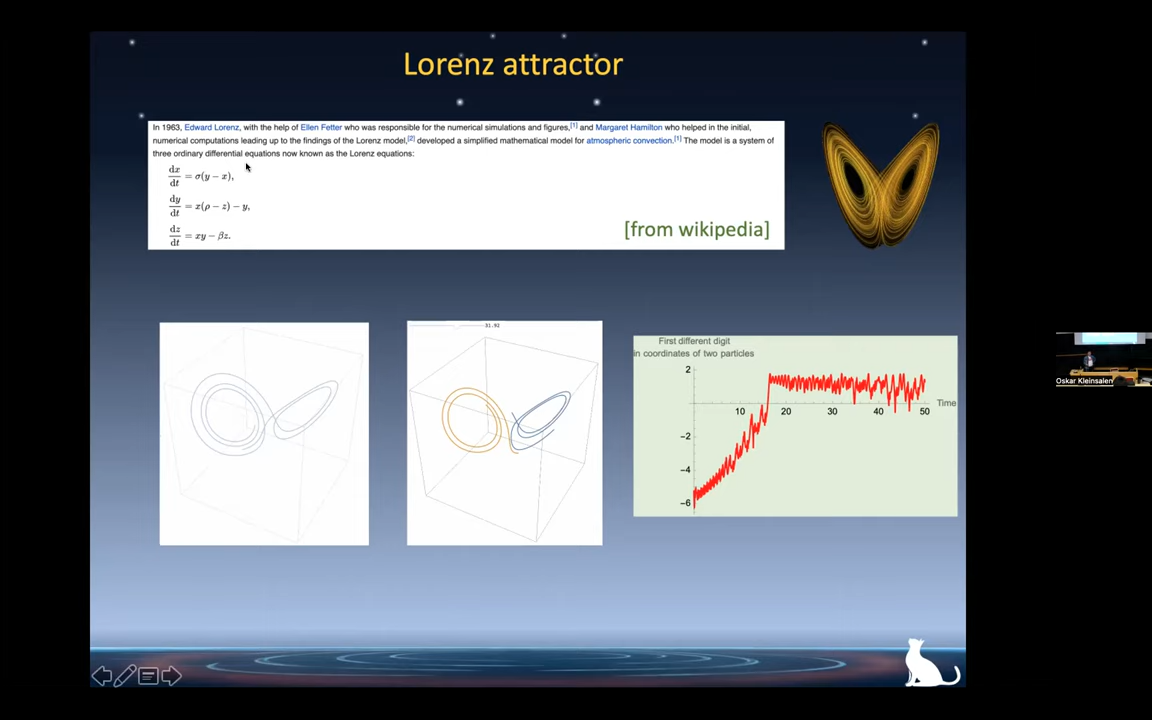 Lorenz attractor
In 1963, Edward Lorenz, with the help of Ellen Fetter who was responsible for the numerical simulations and figures,[1] and Margaret Hamilton who helped in the initial,
numerical computations leading up to the findings of the Lorenz model,[2] developed a simplified mathematical model for atmospheric convection.[1] The model is a system of
three ordinary differential equations now known as the Lorenz equations:
dx/dt = σ(y − x),
dy/dt = x(ρ − z) − y,
dz/dt = xy − βz.
[from wikipedia]
31.92
First different digit
in coordinates of two particles
2
Time
10 20 30 40 50
−2
−4
−6
Oskar Kleinsalen